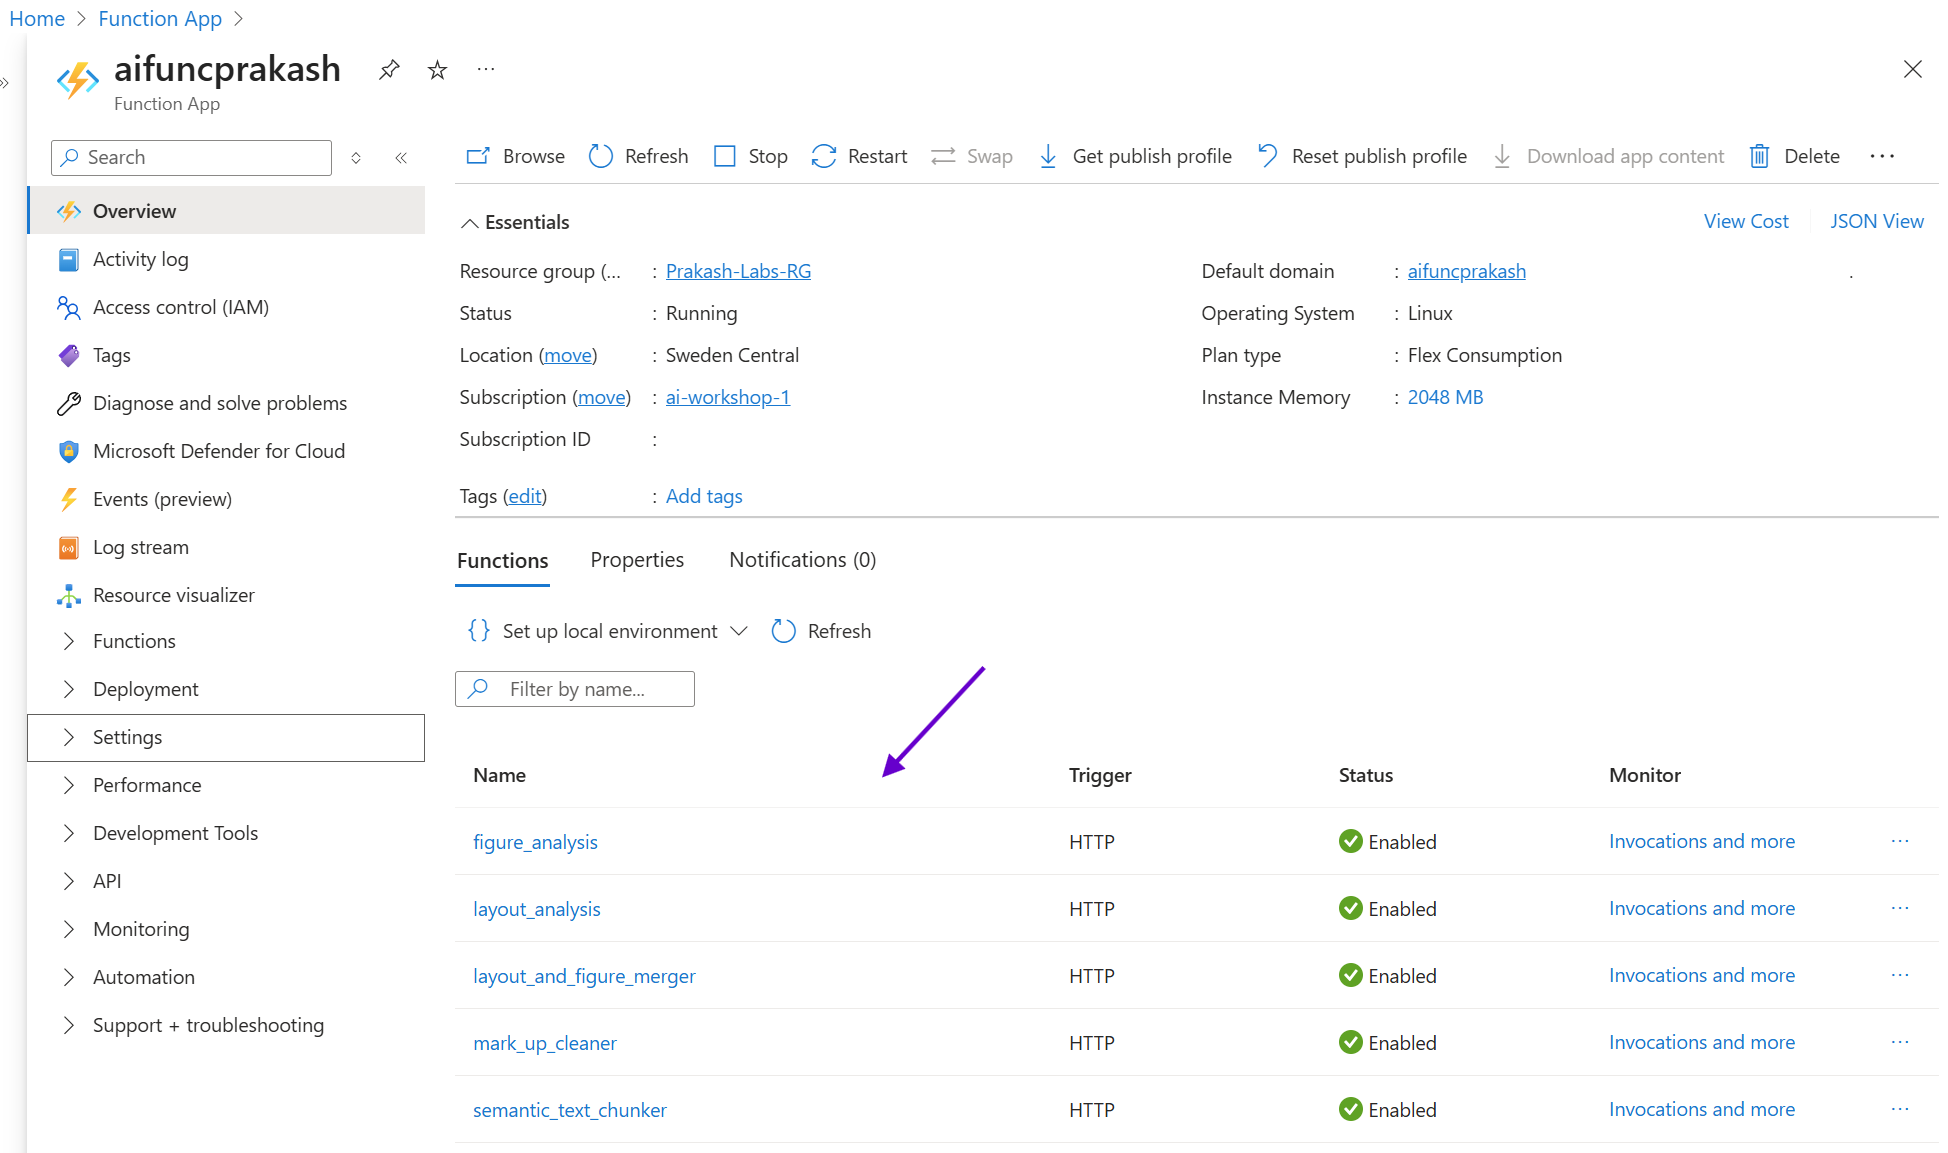 Home > Function App >
aifuncprakash
Function App
Search
Overview
Activity log
Access control (IAM)
Tags
Diagnose and solve problems
Microsoft Defender for Cloud
Events (preview)
Log stream
Resource visualizer
Functions
Deployment
Settings
Performance
Development Tools
API
Monitoring
Automation
Support + troubleshooting
Browse Refresh Stop Restart Swap Get publish profile Reset publish profile Download app content Delete ...
Essentials
View Cost JSON View
Resource group (... : Prakash-Labs-RG
Status : Running
Location (move) : Sweden Central
Subscription (move) : ai-workshop-1
Subscription ID :
Tags (edit) : Add tags
Default domain : aifuncprakash .
Operating System : Linux
Plan type : Flex Consumption
Instance Memory : 2048 MB
Functions Properties Notifications (0)
{} Set up local environment Refresh
Filter by name...
Name Trigger Status Monitor
figure_analysis HTTP Enabled Invocations and more ...
layout_analysis HTTP Enabled Invocations and more ...
layout_and_figure_merger HTTP Enabled Invocations and more ...
mark_up_cleaner HTTP Enabled Invocations and more ...
semantic_text_chunker HTTP Enabled Invocations and more ...